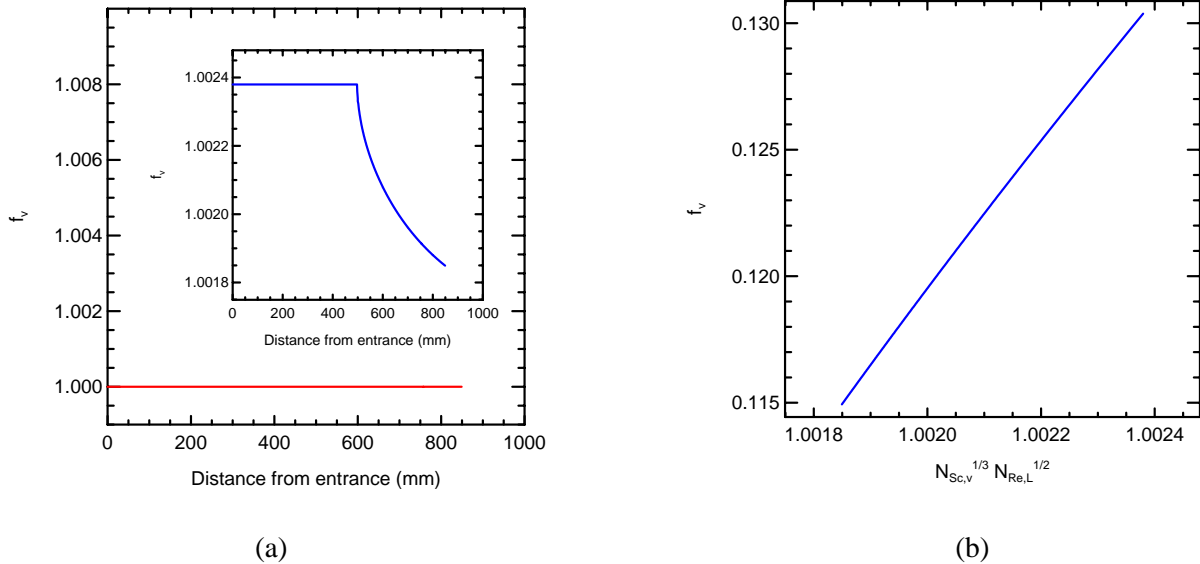 1.008
1.006
1.004
1.002
1.000
f_v
0 200 400 600 800 1000
Distance from entrance (mm)
1.0024
1.0022
1.0020
1.0018
f_v
0 200 400 600 800 1000
Distance from entrance (mm)
(a)
0.130
0.125
0.120
0.115
f_v
1.0018 1.0020 1.0022 1.0024
N_Sc,v^1/3 N_Re,L^1/2
(b)